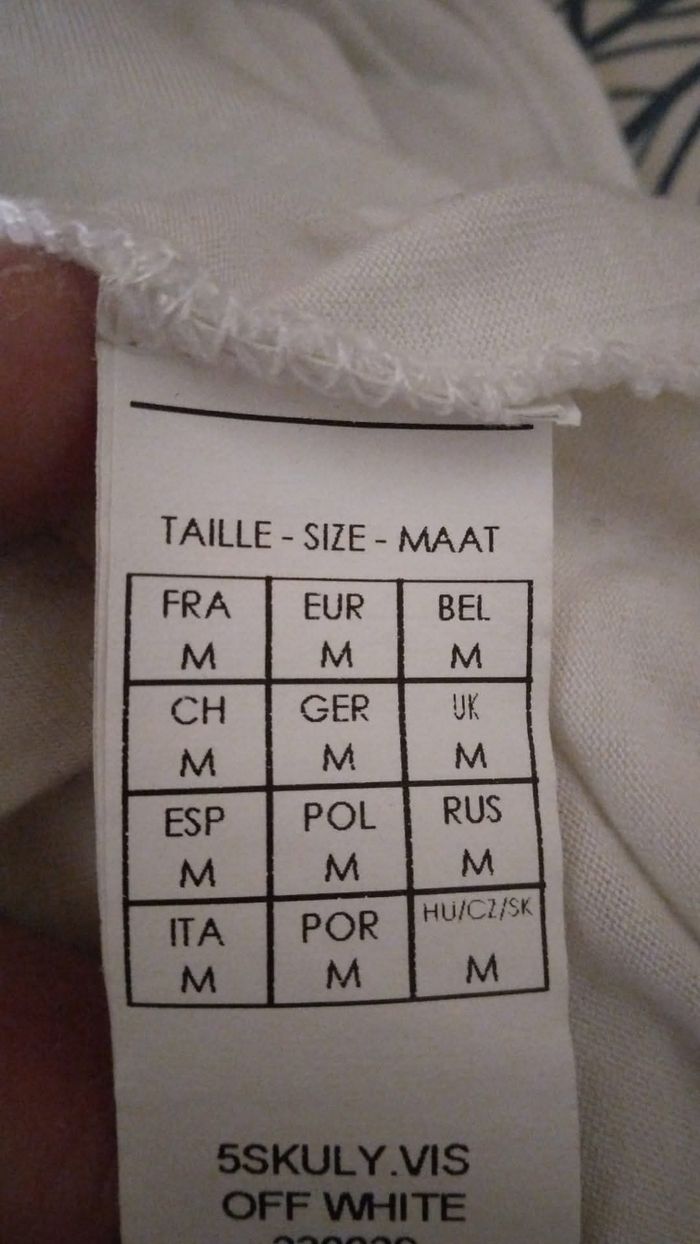 TAILLE - SIZE - MAAT
FRA EUR BEL
M M M
CH GER UK
M M M
ESP POL RUS
M M M
ITA POR HU/CZ/SK
M M M
5SKULY.VIS
OFF WHITE